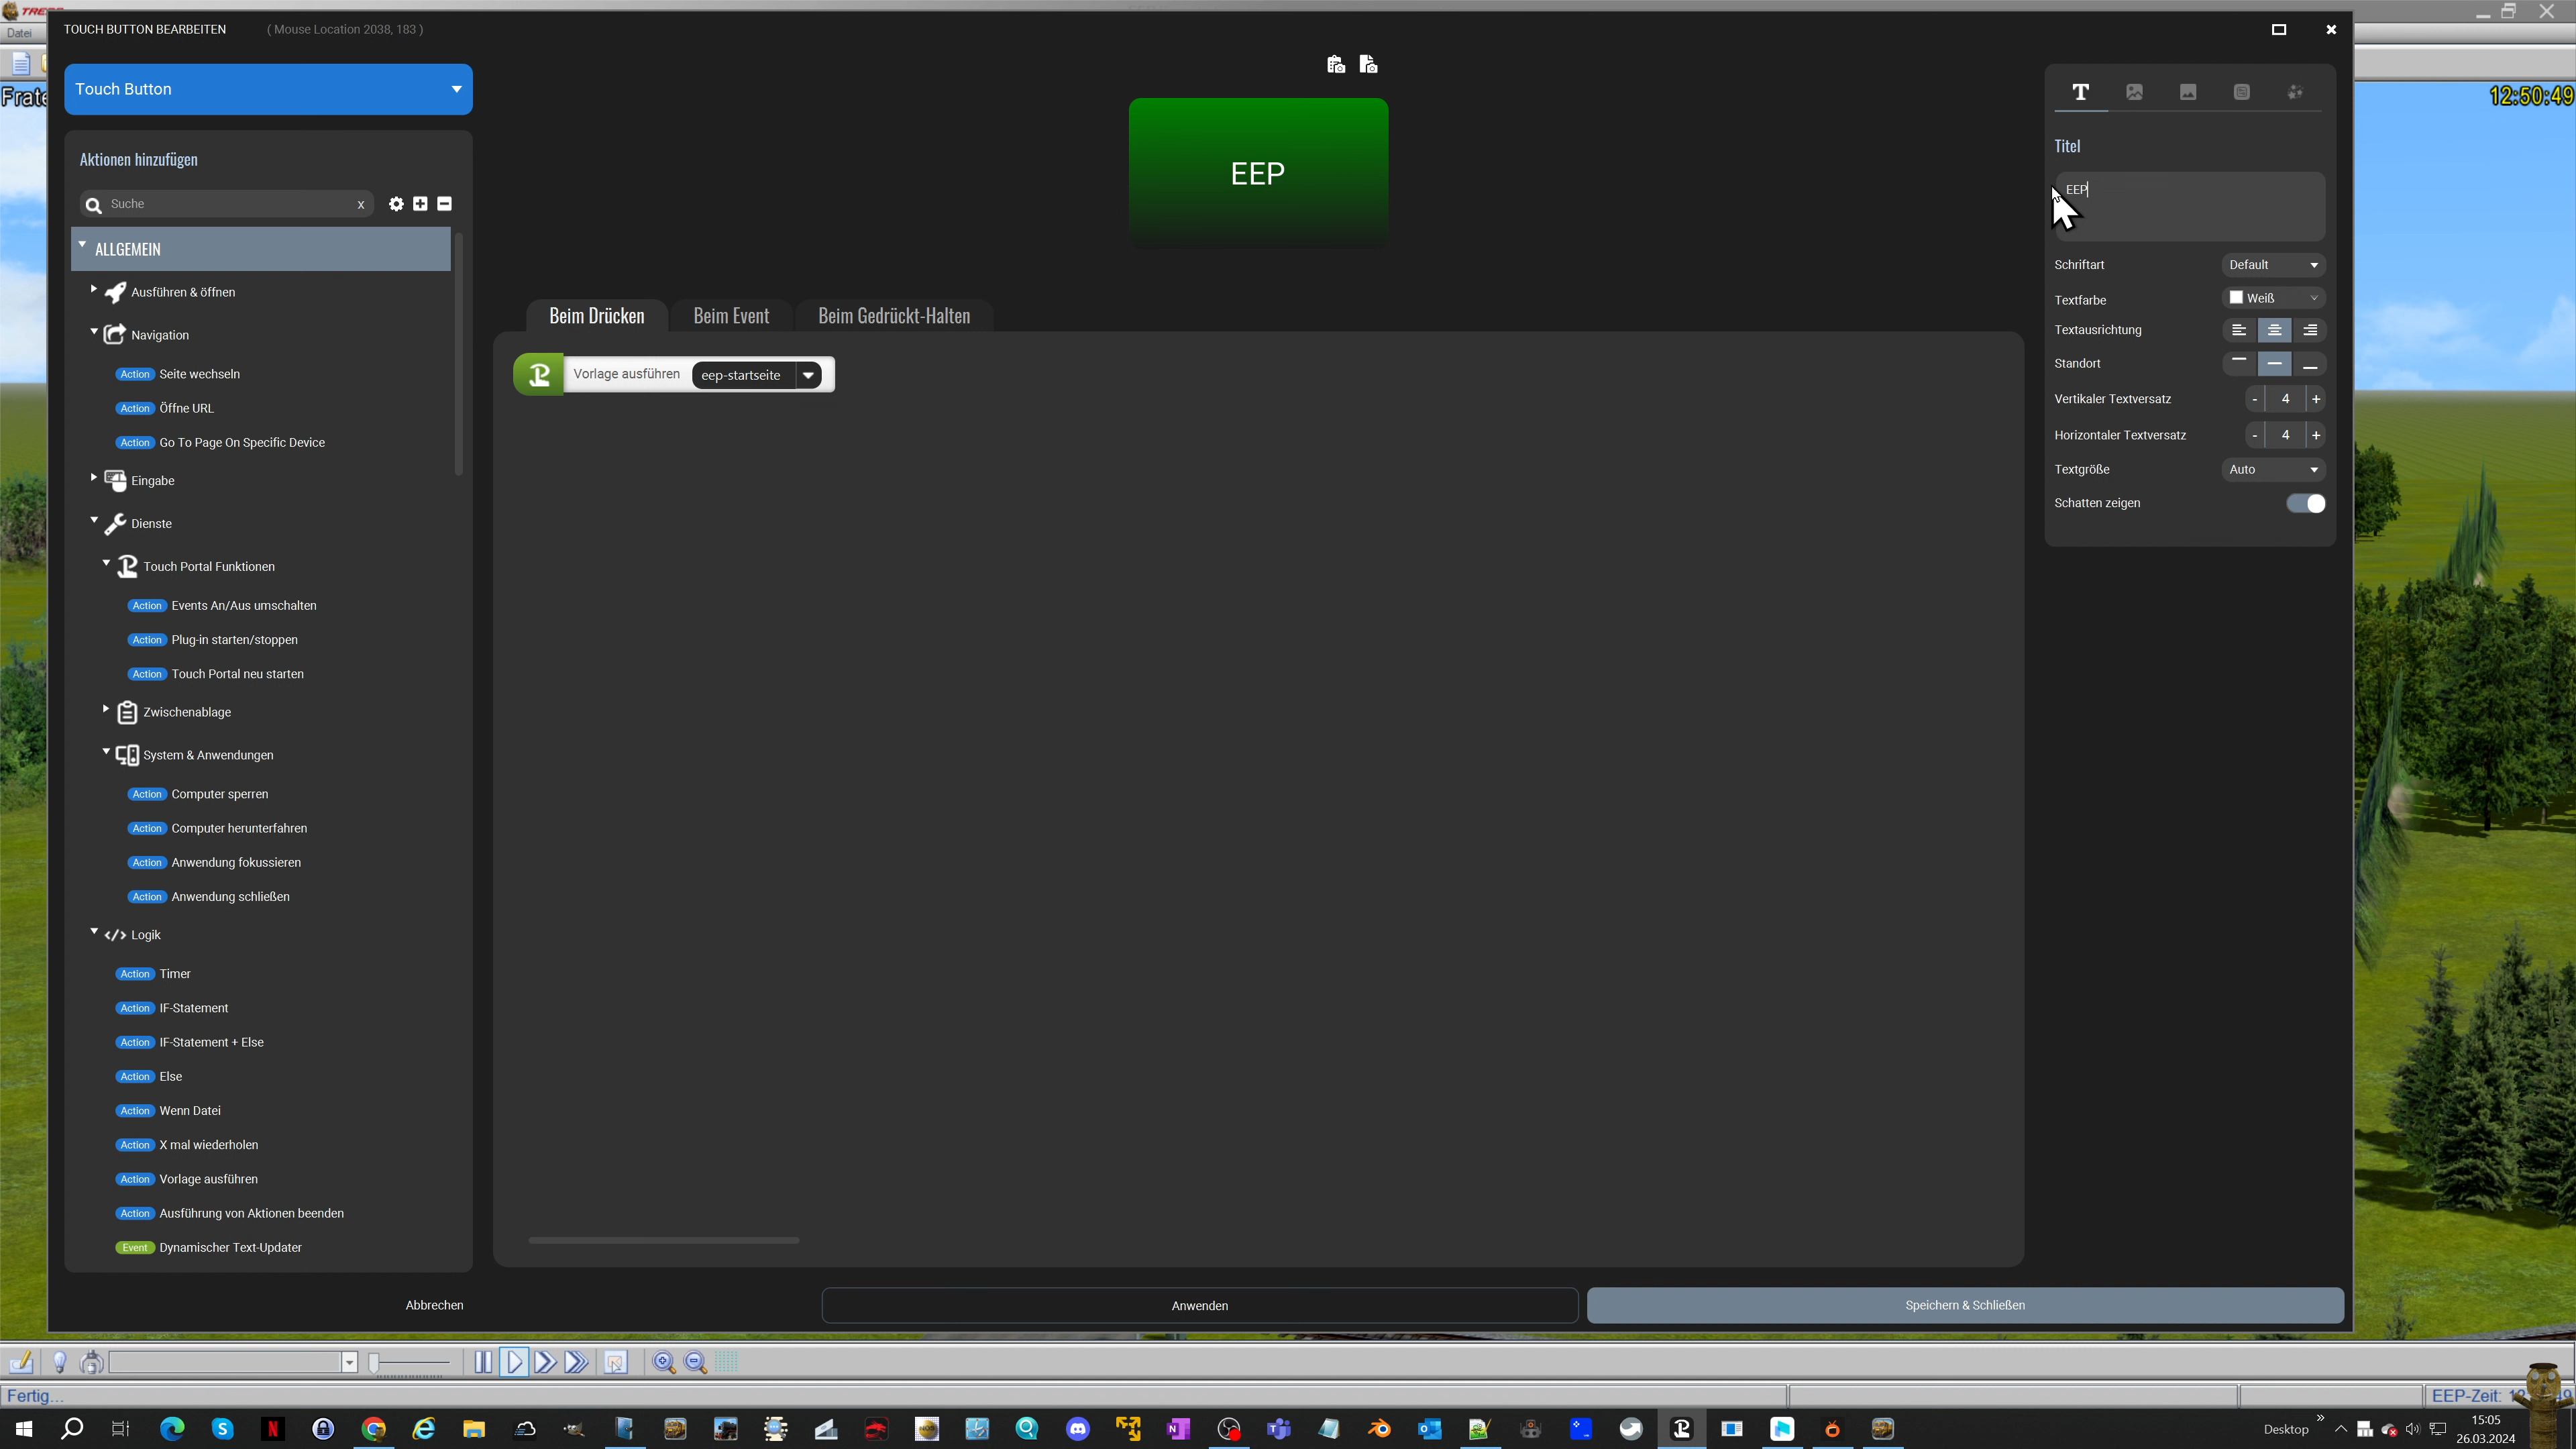 TREND
Datei
TOUCH BUTTON BEARBEITEN ( Mouse Location 2038, 183 )
Touch Button
Frate
12:50:49
Aktionen hinzufügen
Suche x
ALLGEMEIN
Ausführen & öffnen
Navigation
Action Seite wechseln
Action Öffne URL
Action Go To Page On Specific Device
Eingabe
Dienste
Touch Portal Funktionen
Action Events An/Aus umschalten
Action Plug-in starten/stoppen
Action Touch Portal neu starten
Zwischenablage
System & Anwendungen
Action Computer sperren
Action Computer herunterfahren
Action Anwendung fokussieren
Action Anwendung schließen
</> Logik
Action Timer
Action IF-Statement
Action IF-Statement + Else
Action Else
Action Wenn Datei
Action X mal wiederholen
Action Vorlage ausführen
Action Ausführung von Aktionen beenden
Event Dynamischer Text-Updater
EEP
Beim Drücken Beim Event Beim Gedrückt-Halten
Vorlage ausführen eep-startseite
T
Titel
EEP
Schriftart Default
Textfarbe Weiß
Textausrichtung
Standort
Vertikaler Textversatz - 4 +
Horizontaler Textversatz - 4 +
Textgröße Auto
Schatten zeigen
Abbrechen Anwenden Speichern & Schließen
Fertig...
EEP-Zeit: 12
Desktop
15:05
26.03.2024